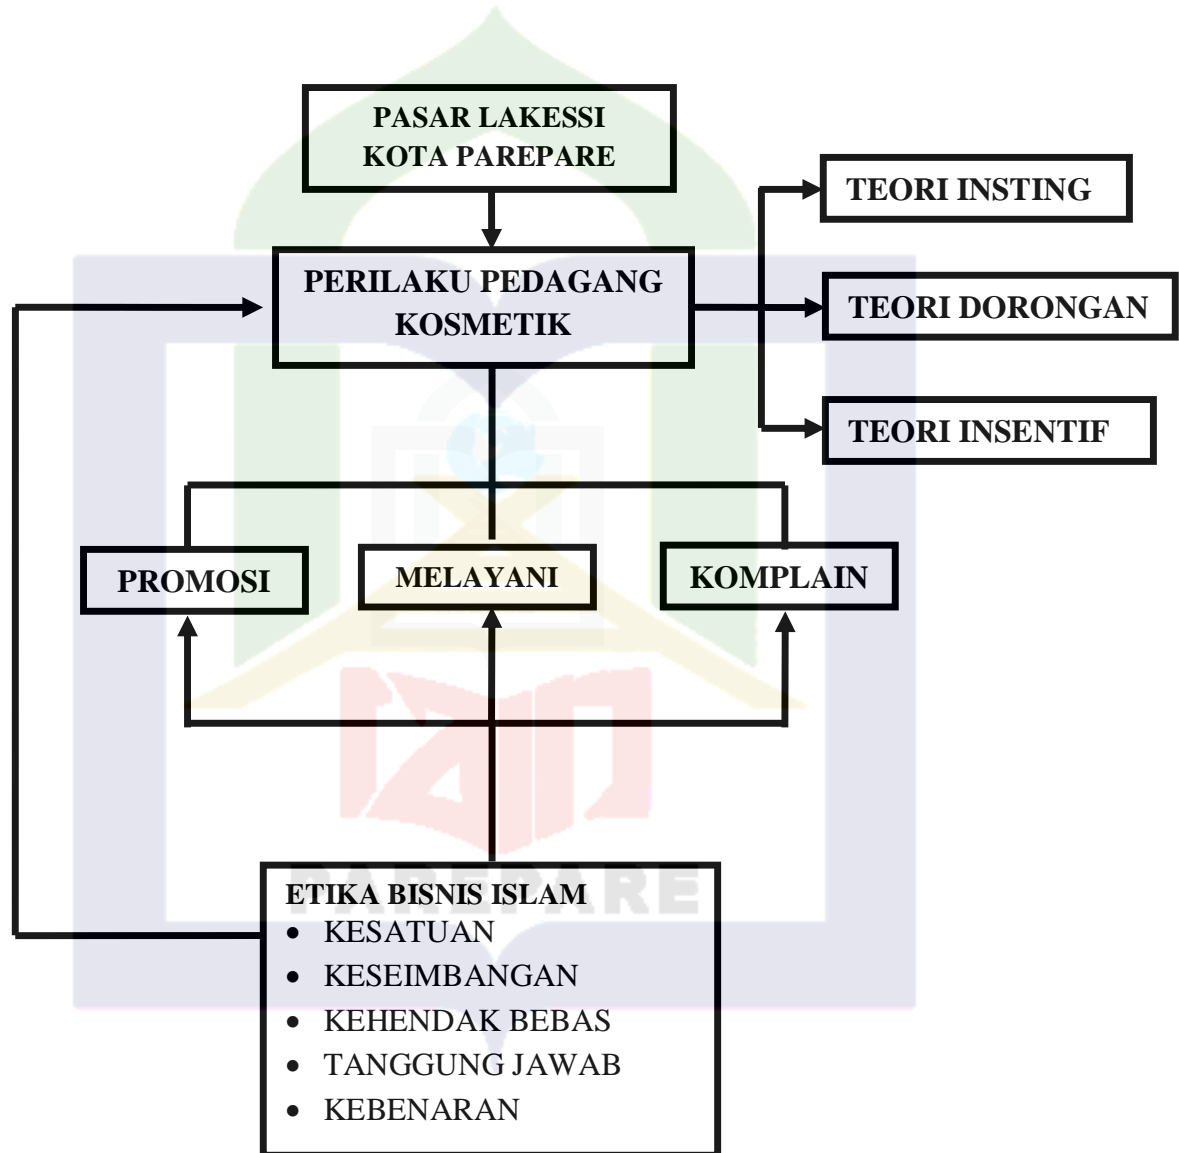 PASAR LAKESSI
KOTA PAREPARE
TEORI INSTING
PERILAKU PEDAGANG
KOSMETIK
TEORI DORONGAN
TEORI INSENTIF
PROMOSI
MELAYANI
KOMPLAIN
PAREPARE
ETIKA BISNIS ISLAM
• KESATUAN
• KESEIMBANGAN
• KEHENDAK BEBAS
• TANGGUNG JAWAB
• KEBENARAN